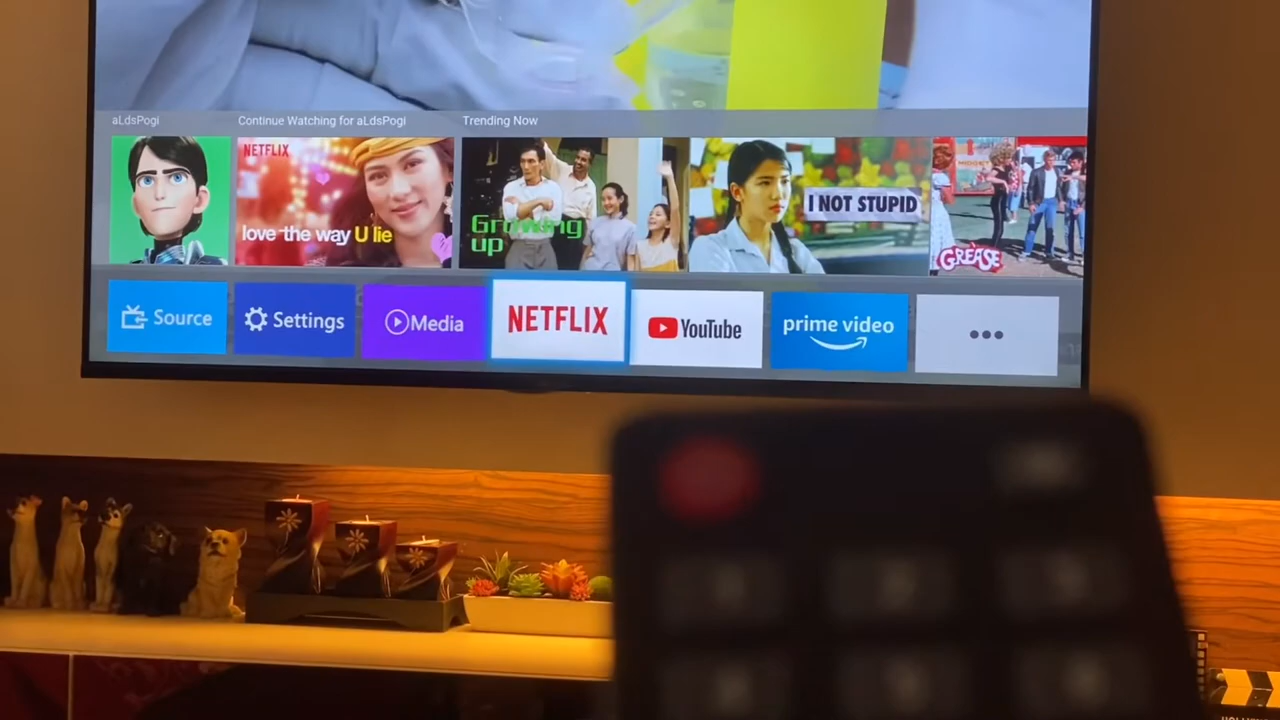 aLdsPogi
Continue Watching for aLdsPogi
Trending Now
NETFLIX
love the way U lie
Growing
up
I NOT STUPID
GREASE
Source
Settings
Media
NETFLIX
YouTube
prime video